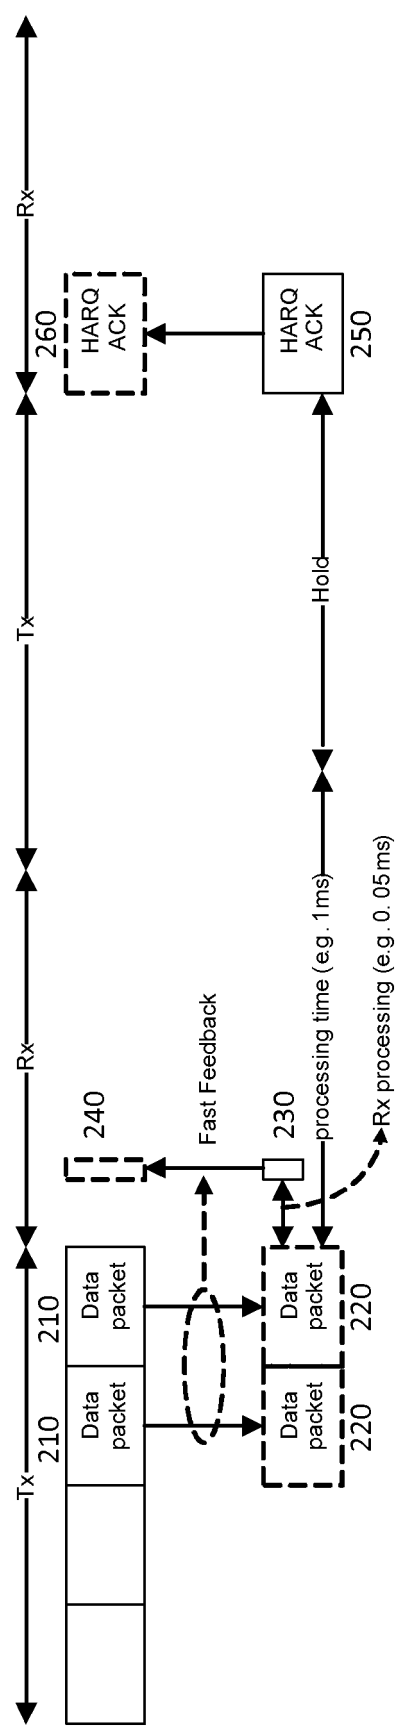 Tx
Rx
Tx
Rx
210
210
240
260
Data
packet
Data
packet
HARQ
ACK
Fast Feedback
Data
packet
Data
packet
230
HARQ
ACK
processing time (e.g. 1ms)
Hold
220
220
Rx processing (e.g. 0. 05ms)
250